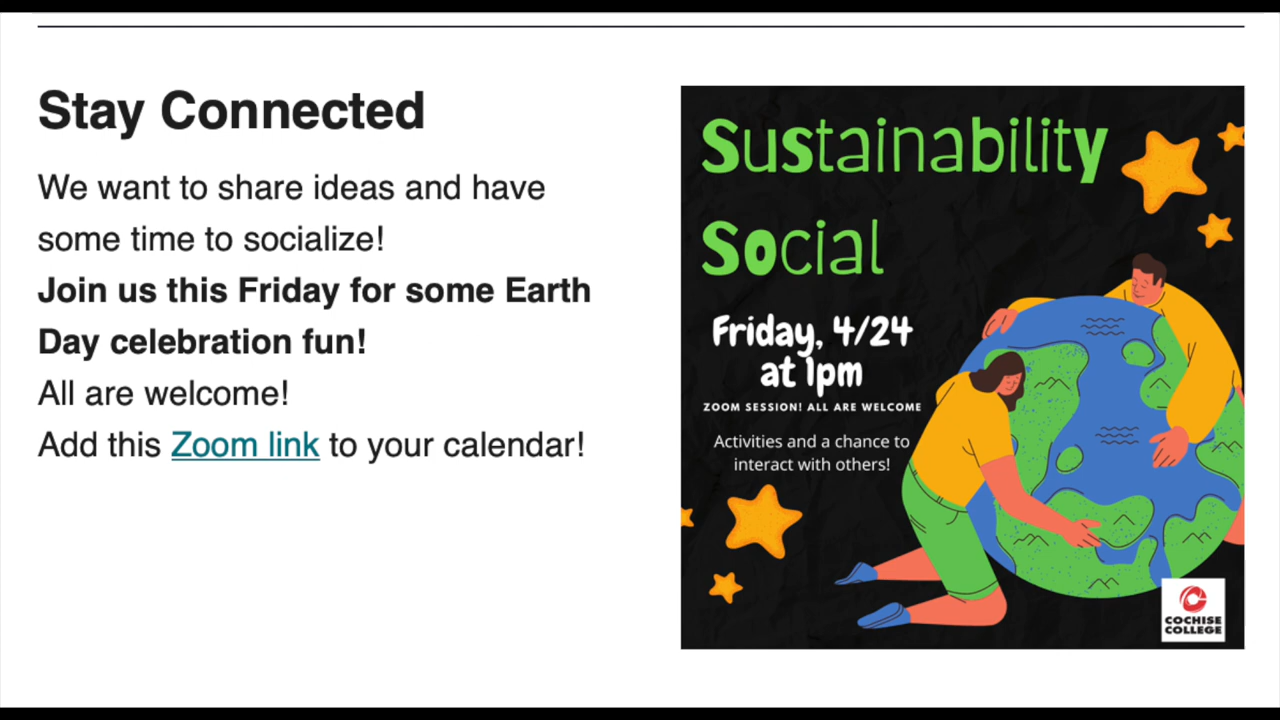 Stay Connected
We want to share ideas and have
some time to socialize!
Join us this Friday for some Earth
Day celebration fun!
All are welcome!
Add this Zoom link to your calendar!
Sustainability
Social
Friday, 4/24
at 1pm
ZOOM SESSION! ALL ARE WELCOME
Activities and a chance to
interact with others!
COCHISE
COLLEGE